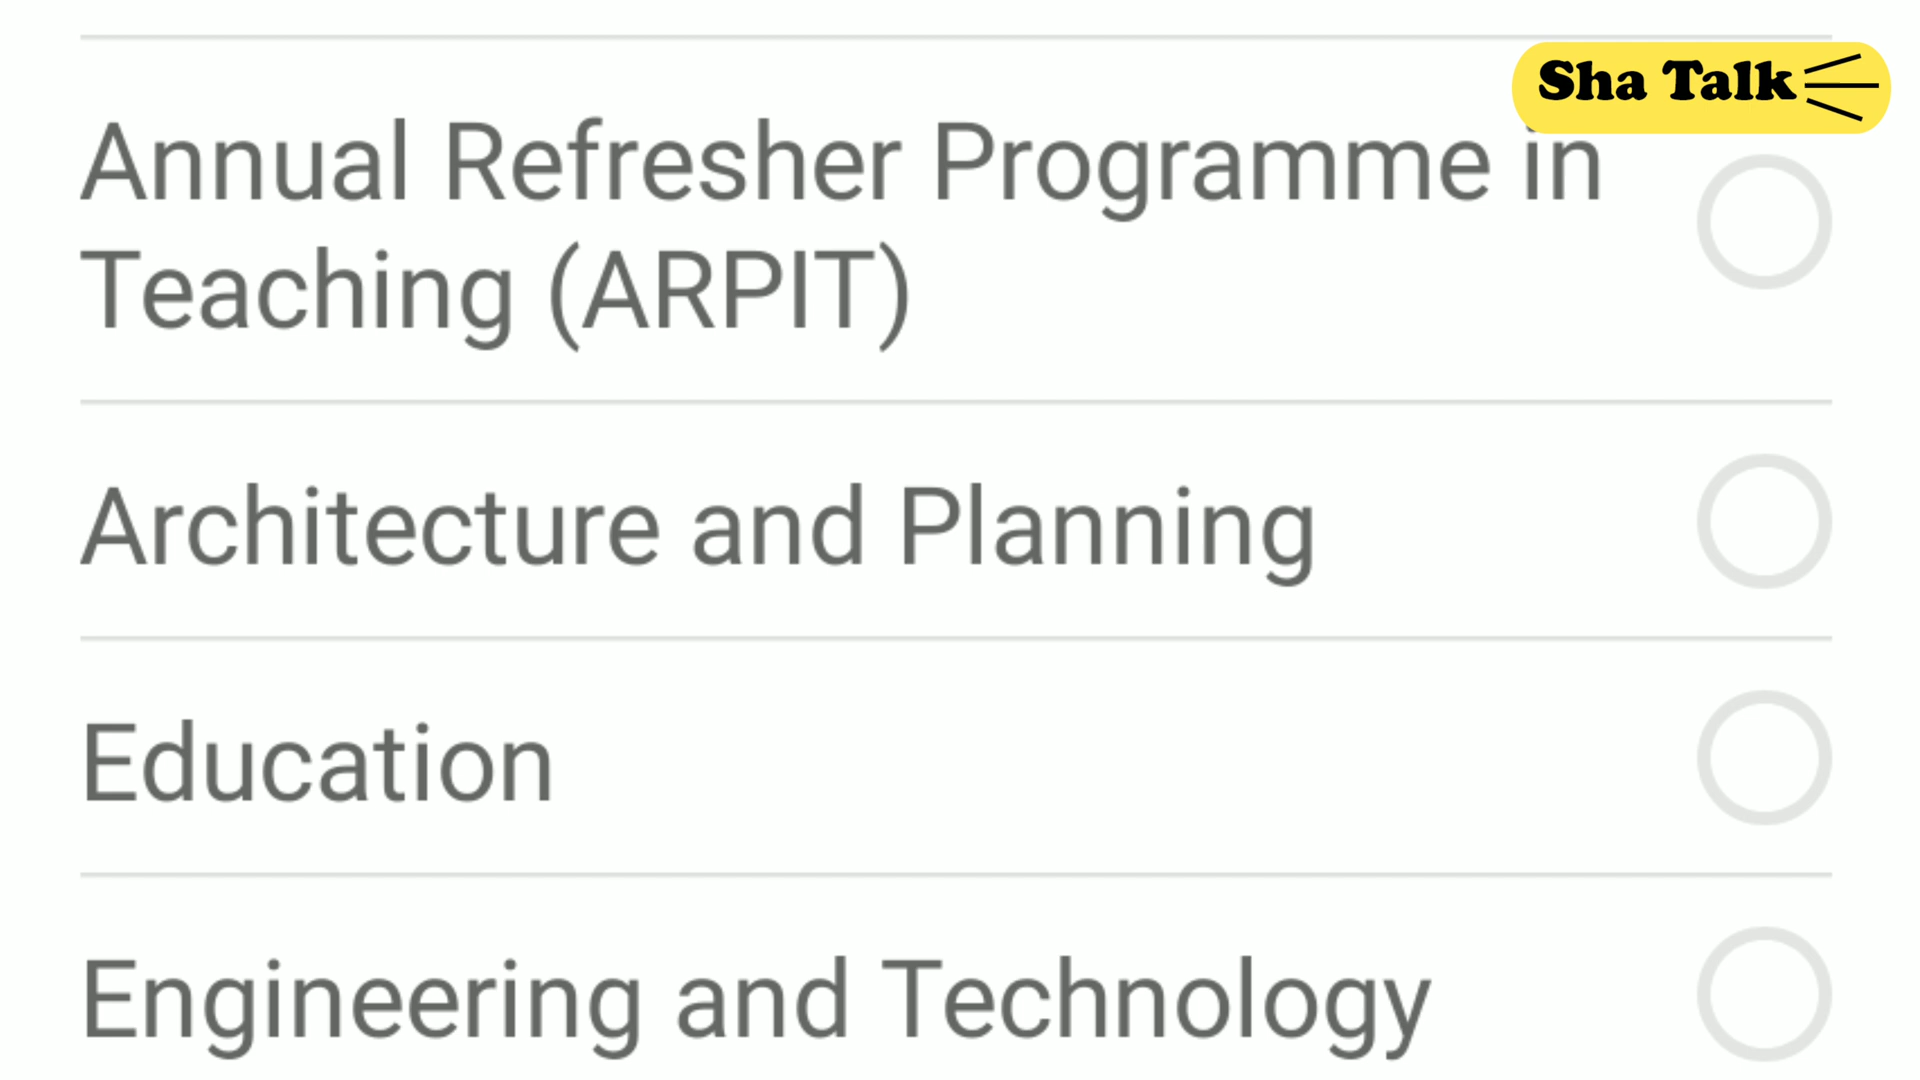 Sha Talk
Annual Refresher Programme in
Teaching (ARPIT)
Architecture and Planning
Education
Engineering and Technology